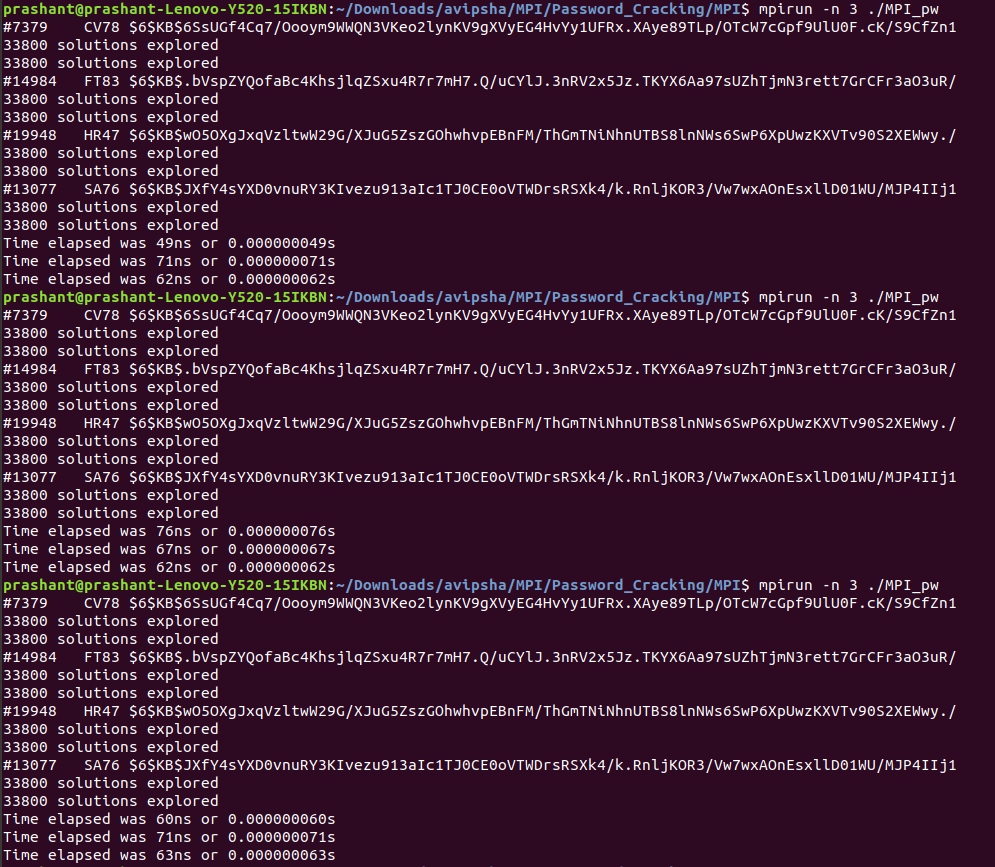 prashant@prashant-Lenovo-Y520-15IKBN:~/Downloads/avipsha/MPI/Password_Cracking/MPI$ mpirun -n 3 ./MPI_pw
#7379    CV78 $6$KB$6SsUGf4Cq7/Oooym9WWQN3VKeo2lynKV9gXVyEG4HvYy1UFRx.XAye89TLp/OTcW7cGpf9UlU0F.cK/S9CfZn1
33800 solutions explored
33800 solutions explored
#14984   FT83 $6$KB$.bVspZYQofaBc4KhsjlqZSxu4R7r7mH7.Q/uCYlJ.3nRV2x5Jz.TKYX6Aa97sUZhTjmN3rett7GrCFr3aO3uR/
33800 solutions explored
33800 solutions explored
#19948   HR47 $6$KB$wO5OXgJxqVzltwW29G/XJuG5ZszGOhwhvpEBnFM/ThGmTNiNhnUTBS8lnNWs6SwP6XpUwzKXVTv90S2XEWwy./
33800 solutions explored
33800 solutions explored
#13077   SA76 $6$KB$JXfY4sYXD0vnuRY3KIvezu913aIc1TJ0CE0oVTWDrsRSXk4/k.RnljKOR3/Vw7wxAOnEsxllD01WU/MJP4IIj1
33800 solutions explored
33800 solutions explored
Time elapsed was 49ns or 0.000000049s
Time elapsed was 71ns or 0.000000071s
Time elapsed was 62ns or 0.000000062s
prashant@prashant-Lenovo-Y520-15IKBN:~/Downloads/avipsha/MPI/Password_Cracking/MPI$ mpirun -n 3 ./MPI_pw
#7379    CV78 $6$KB$6SsUGf4Cq7/Oooym9WWQN3VKeo2lynKV9gXVyEG4HvYy1UFRx.XAye89TLp/OTcW7cGpf9UlU0F.cK/S9CfZn1
33800 solutions explored
33800 solutions explored
#14984   FT83 $6$KB$.bVspZYQofaBc4KhsjlqZSxu4R7r7mH7.Q/uCYlJ.3nRV2x5Jz.TKYX6Aa97sUZhTjmN3rett7GrCFr3aO3uR/
33800 solutions explored
33800 solutions explored
#19948   HR47 $6$KB$wO5OXgJxqVzltwW29G/XJuG5ZszGOhwhvpEBnFM/ThGmTNiNhnUTBS8lnNWs6SwP6XpUwzKXVTv90S2XEWwy./
33800 solutions explored
33800 solutions explored
#13077   SA76 $6$KB$JXfY4sYXD0vnuRY3KIvezu913aIc1TJ0CE0oVTWDrsRSXk4/k.RnljKOR3/Vw7wxAOnEsxllD01WU/MJP4IIj1
33800 solutions explored
33800 solutions explored
Time elapsed was 76ns or 0.000000076s
Time elapsed was 67ns or 0.000000067s
Time elapsed was 62ns or 0.000000062s
prashant@prashant-Lenovo-Y520-15IKBN:~/Downloads/avipsha/MPI/Password_Cracking/MPI$ mpirun -n 3 ./MPI_pw
#7379    CV78 $6$KB$6SsUGf4Cq7/Oooym9WWQN3VKeo2lynKV9gXVyEG4HvYy1UFRx.XAye89TLp/OTcW7cGpf9UlU0F.cK/S9CfZn1
33800 solutions explored
33800 solutions explored
#14984   FT83 $6$KB$.bVspZYQofaBc4KhsjlqZSxu4R7r7mH7.Q/uCYlJ.3nRV2x5Jz.TKYX6Aa97sUZhTjmN3rett7GrCFr3aO3uR/
33800 solutions explored
33800 solutions explored
#19948   HR47 $6$KB$wO5OXgJxqVzltwW29G/XJuG5ZszGOhwhvpEBnFM/ThGmTNiNhnUTBS8lnNWs6SwP6XpUwzKXVTv90S2XEWwy./
33800 solutions explored
33800 solutions explored
#13077   SA76 $6$KB$JXfY4sYXD0vnuRY3KIvezu913aIc1TJ0CE0oVTWDrsRSXk4/k.RnljKOR3/Vw7wxAOnEsxllD01WU/MJP4IIj1
33800 solutions explored
33800 solutions explored
Time elapsed was 60ns or 0.000000060s
Time elapsed was 71ns or 0.000000071s
Time elapsed was 63ns or 0.000000063s